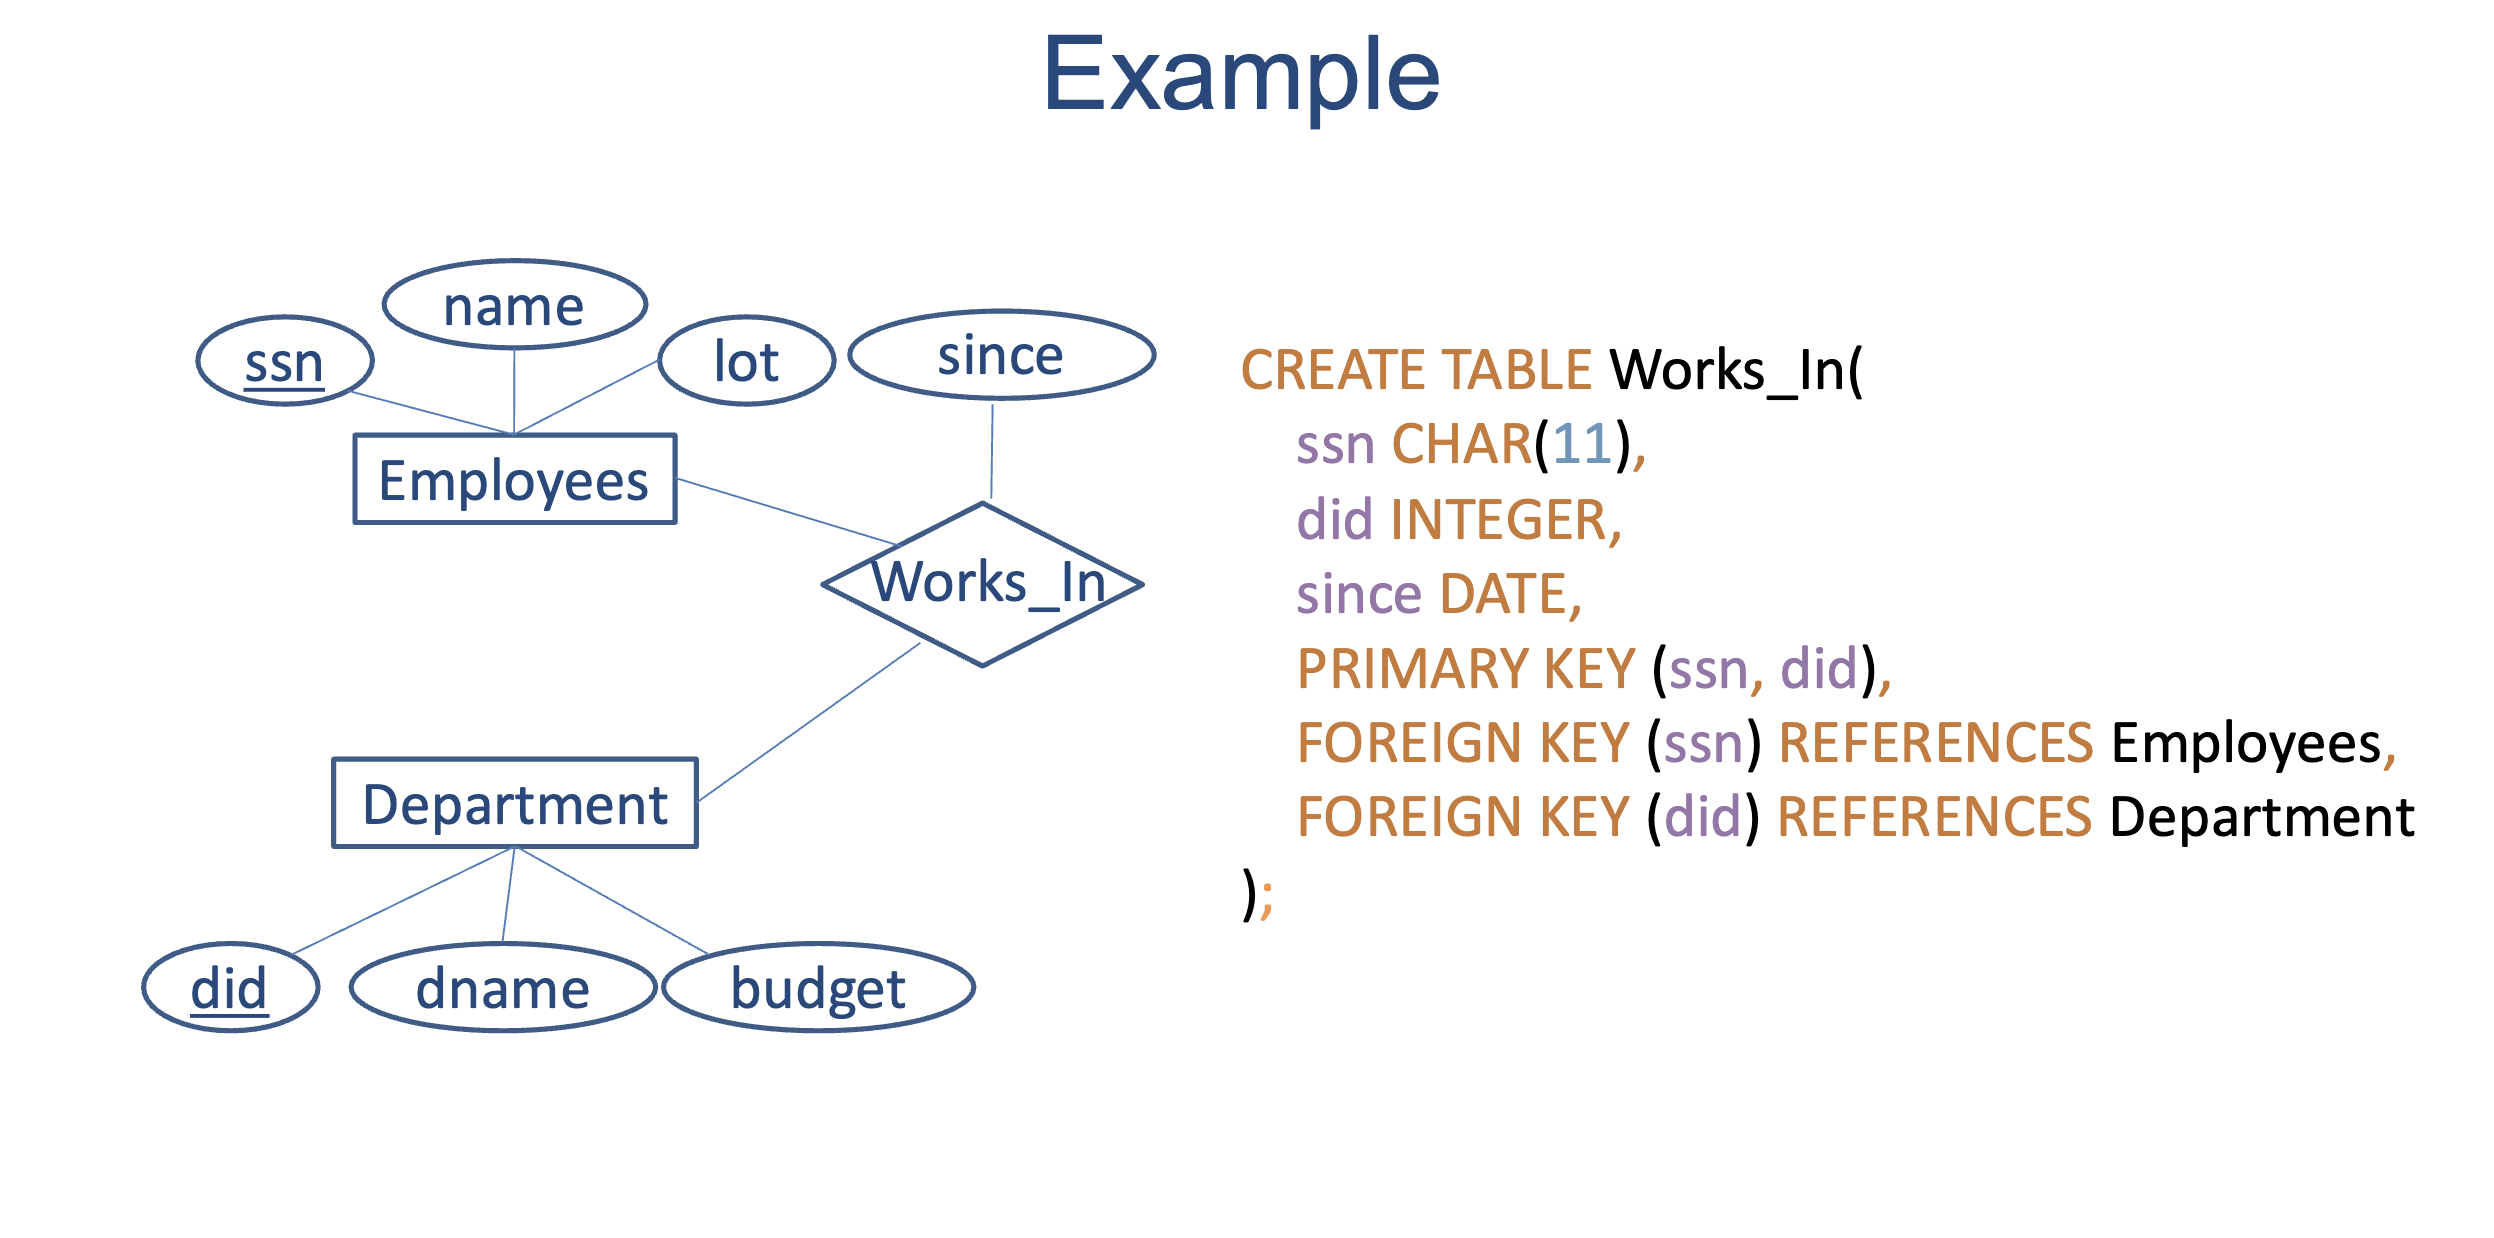 Example
name
ssn
lot
since
Employees
Works_In
Department
did
dname
budget
CREATE TABLE Works_In(
ssn CHAR(11),
did INTEGER,
since DATE,
PRIMARY KEY (ssn, did),
FOREIGN KEY (ssn) REFERENCES Employees,
FOREIGN KEY (did) REFERENCES Department
);